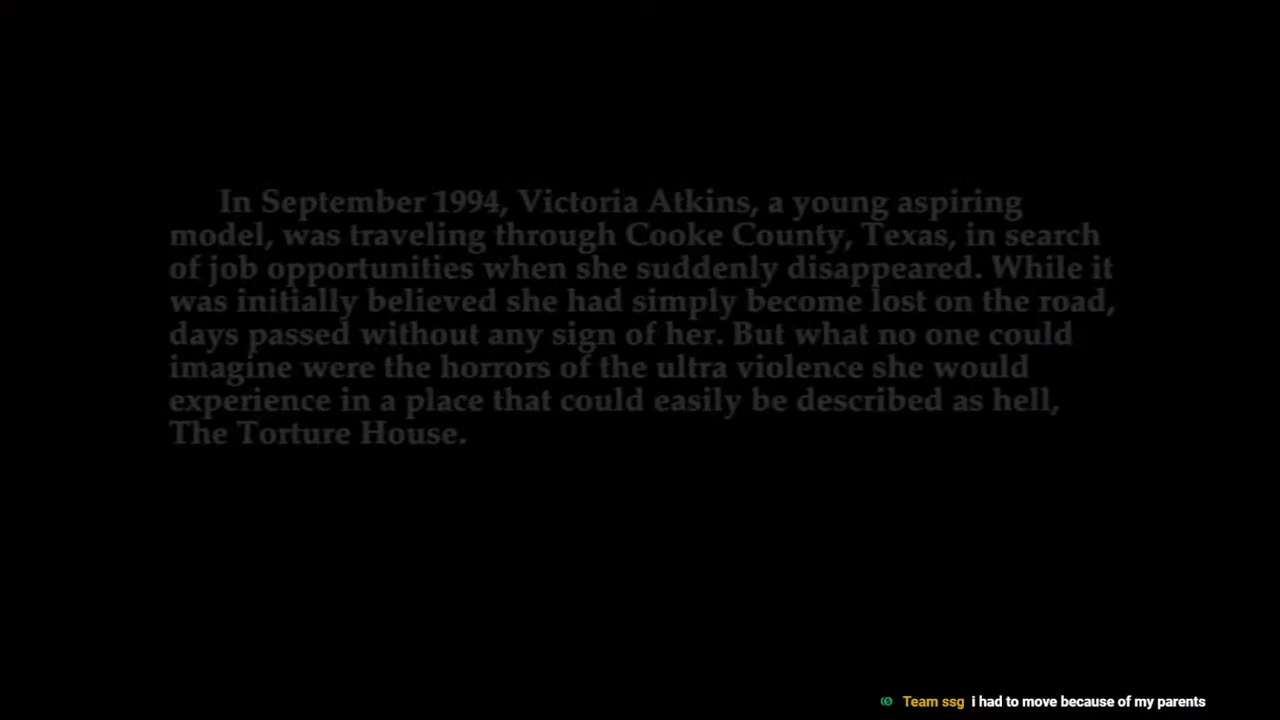 In September 1994, Victoria Atkins, a young aspiring
model, was traveling through Cooke County, Texas, in search
of job opportunities when she suddenly disappeared. While it
was initially believed she had simply become lost on the road,
days passed without any sign of her. But what no one could
imagine were the horrors of the ultra violence she would
experience in a place that could easily be described as hell,
The Torture House.
Team ssg i had to move because of my parents